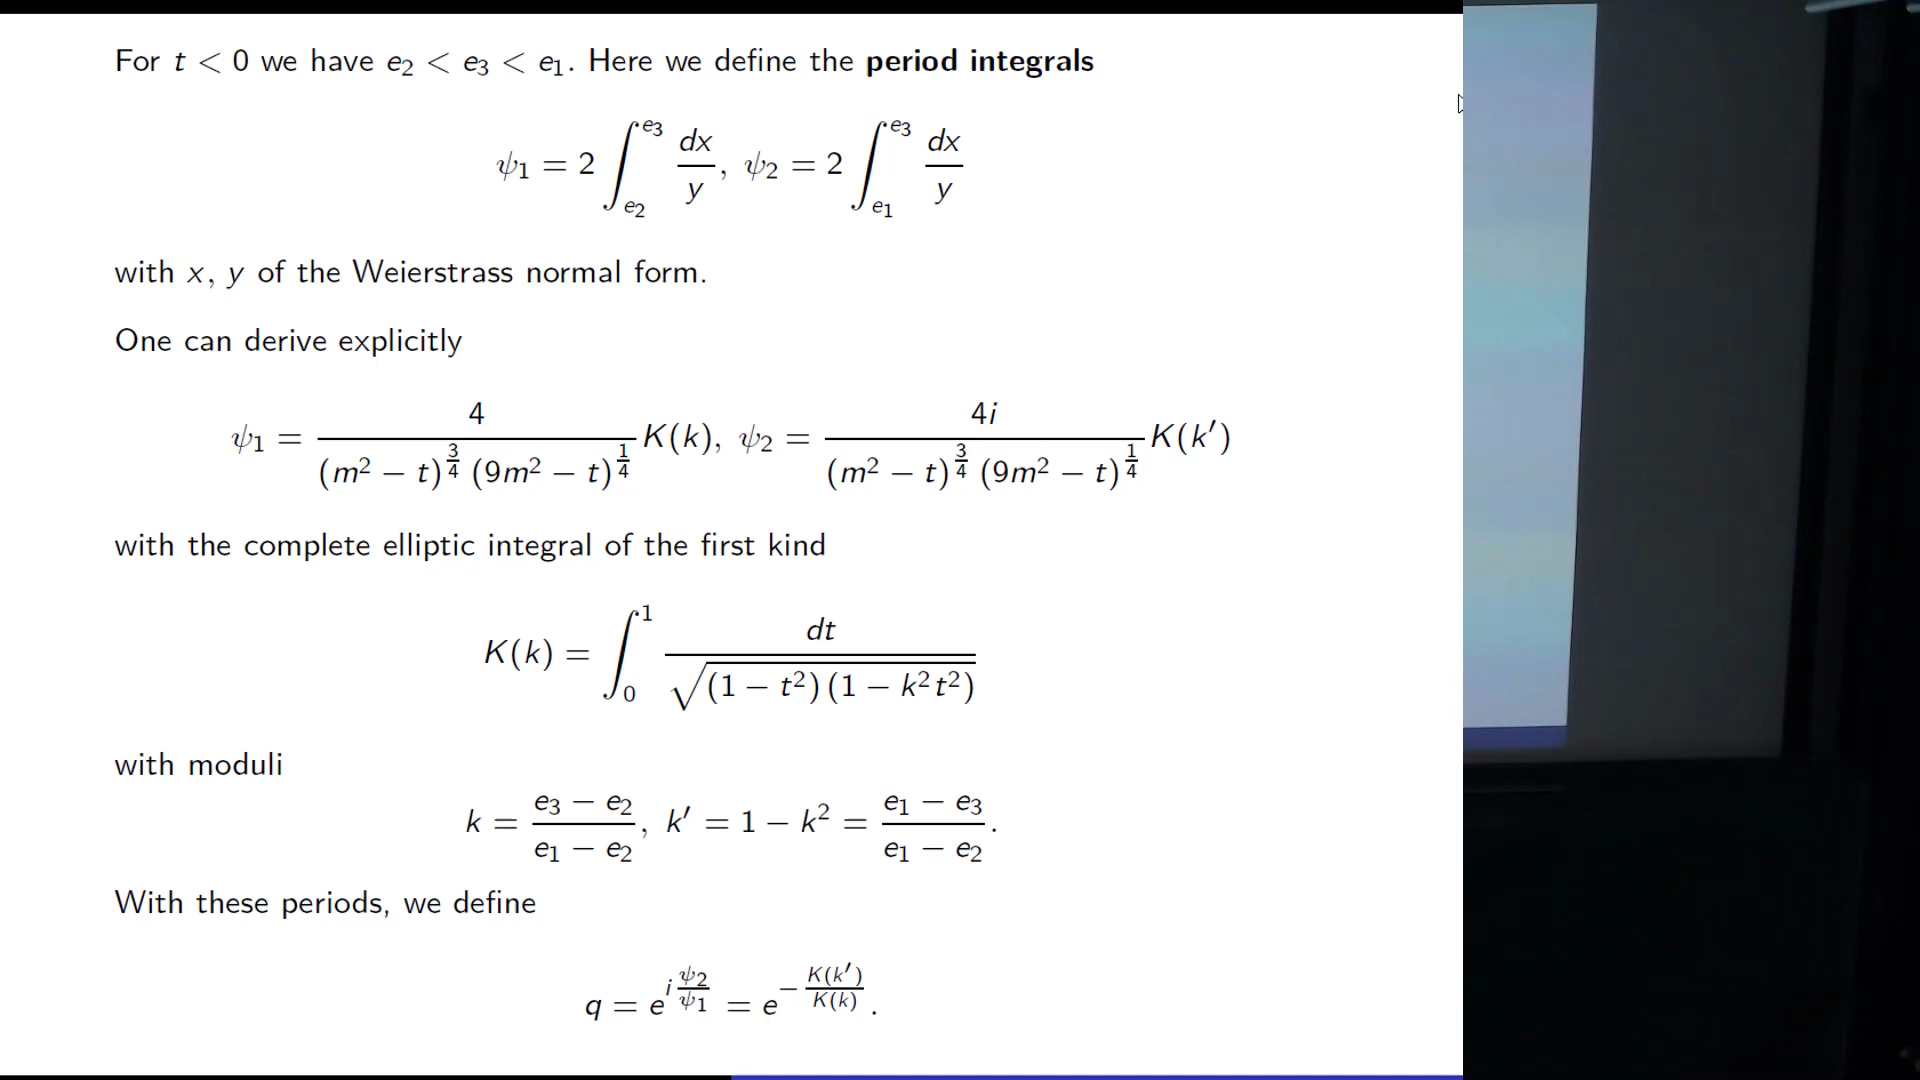 For t < 0 we have e₂ < e₃ < e₁. Here we define the period integrals
ψ₁ = 2 ∫_{e₂}^{e₃} dx/y, ψ₂ = 2 ∫_{e₁}^{e₃} dx/y
with x, y of the Weierstrass normal form.
One can derive explicitly
ψ₁ = 4 / ((m² − t)^{3/4} (9m² − t)^{1/4}) K(k), ψ₂ = 4i / ((m² − t)^{3/4} (9m² − t)^{1/4}) K(k′)
with the complete elliptic integral of the first kind
K(k) = ∫_0^1 dt / √((1 − t²)(1 − k²t²))
with moduli
k = (e₃ − e₂)/(e₁ − e₂), k′ = 1 − k² = (e₁ − e₃)/(e₁ − e₂).
With these periods, we define
q = e^{i ψ₂/ψ₁} = e^{− K(k′)/K(k)}.